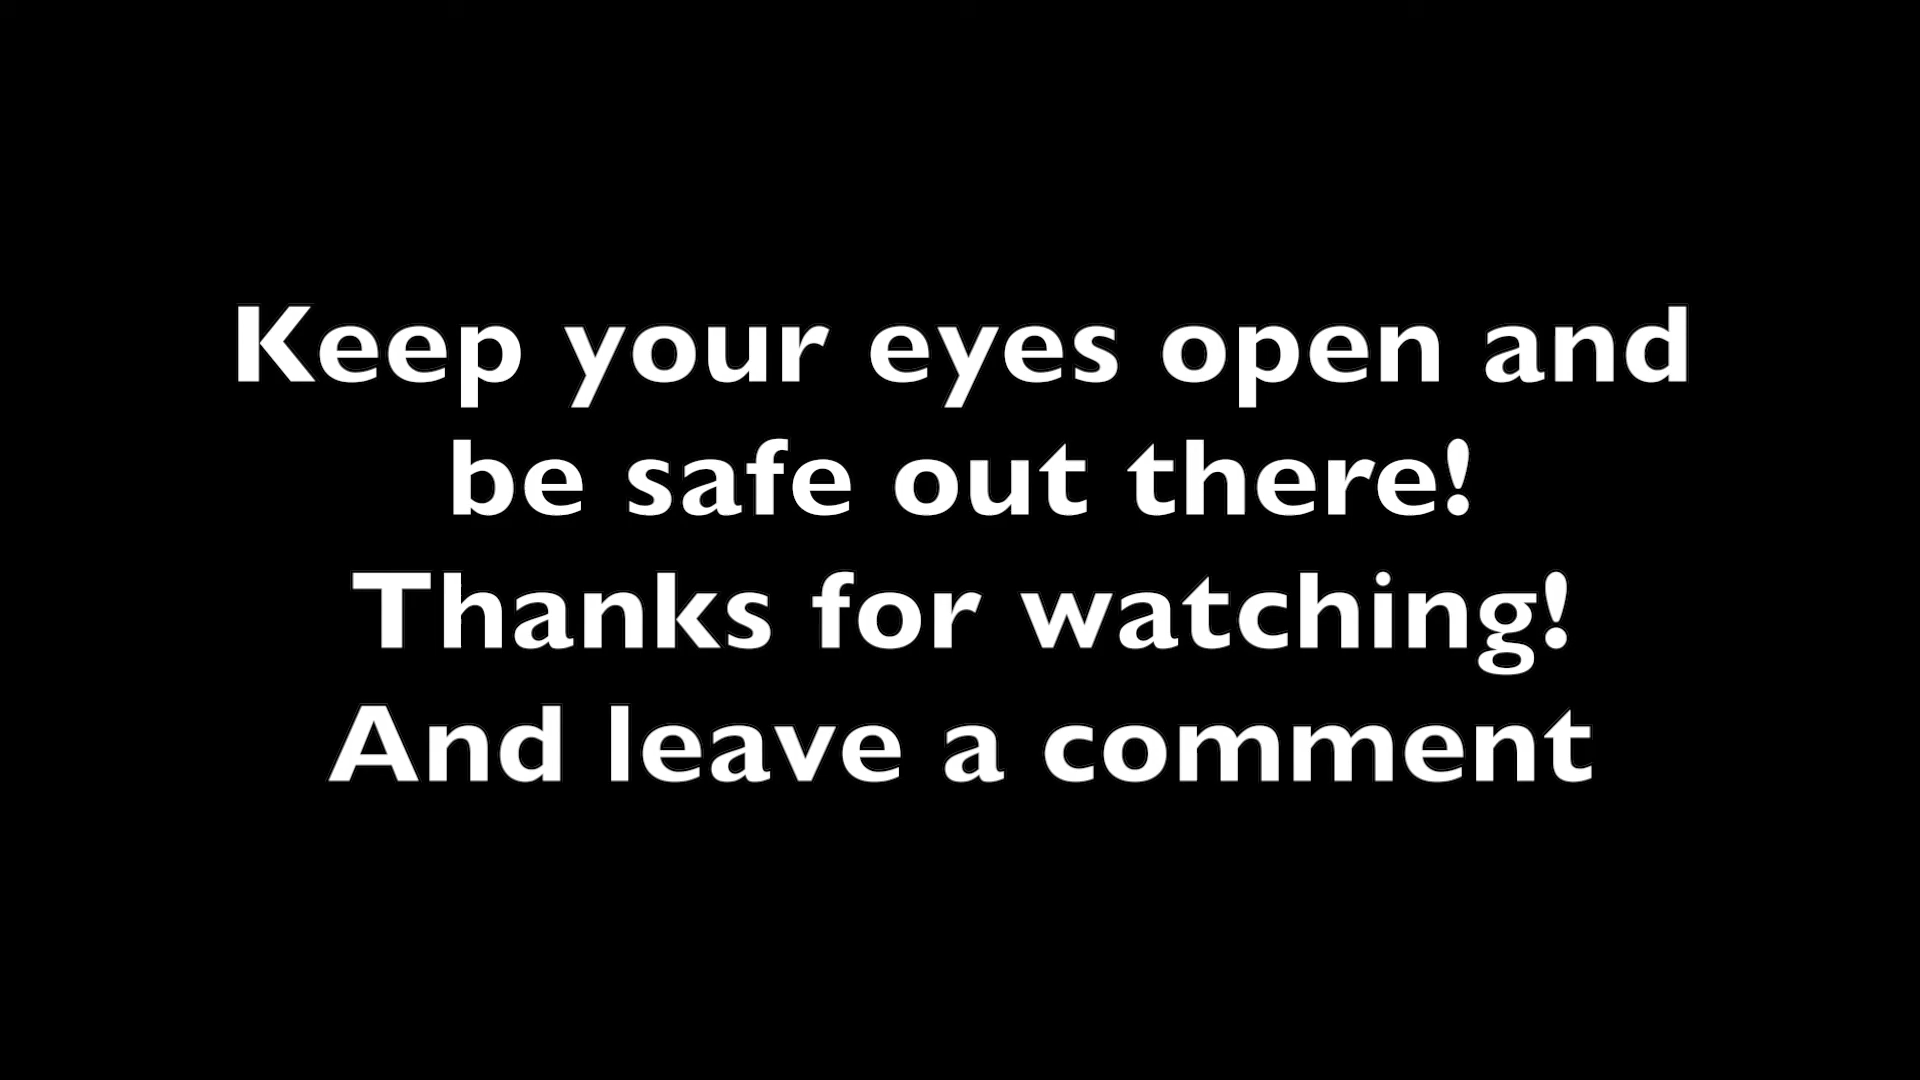 Keep your eyes open and
be safe out there!
Thanks for watching!
And leave a comment